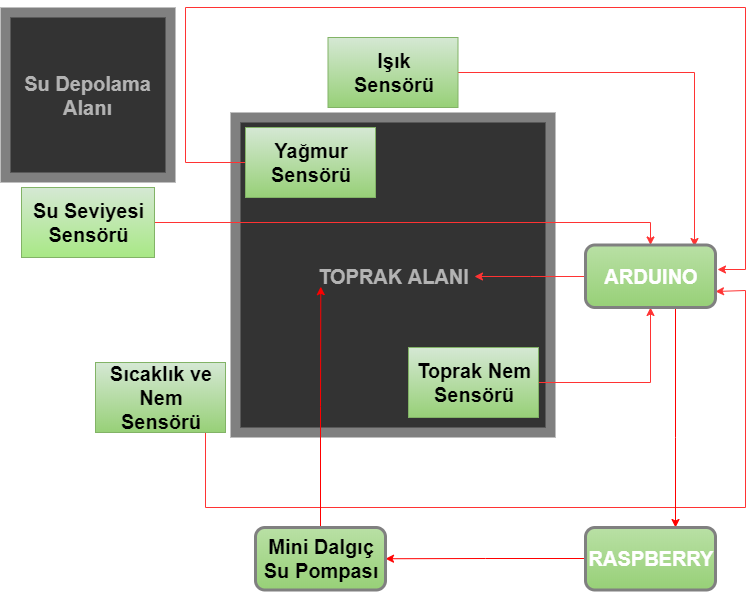 Su Depolama
Alanı
Işık
Sensörü
Yağmur
Sensörü
Su Seviyesi
Sensörü
TOPRAK ALANI
ARDUINO
Sıcaklık ve
Nem
Sensörü
Toprak Nem
Sensörü
Mini Dalgıç
Su Pompası
RASPBERRY